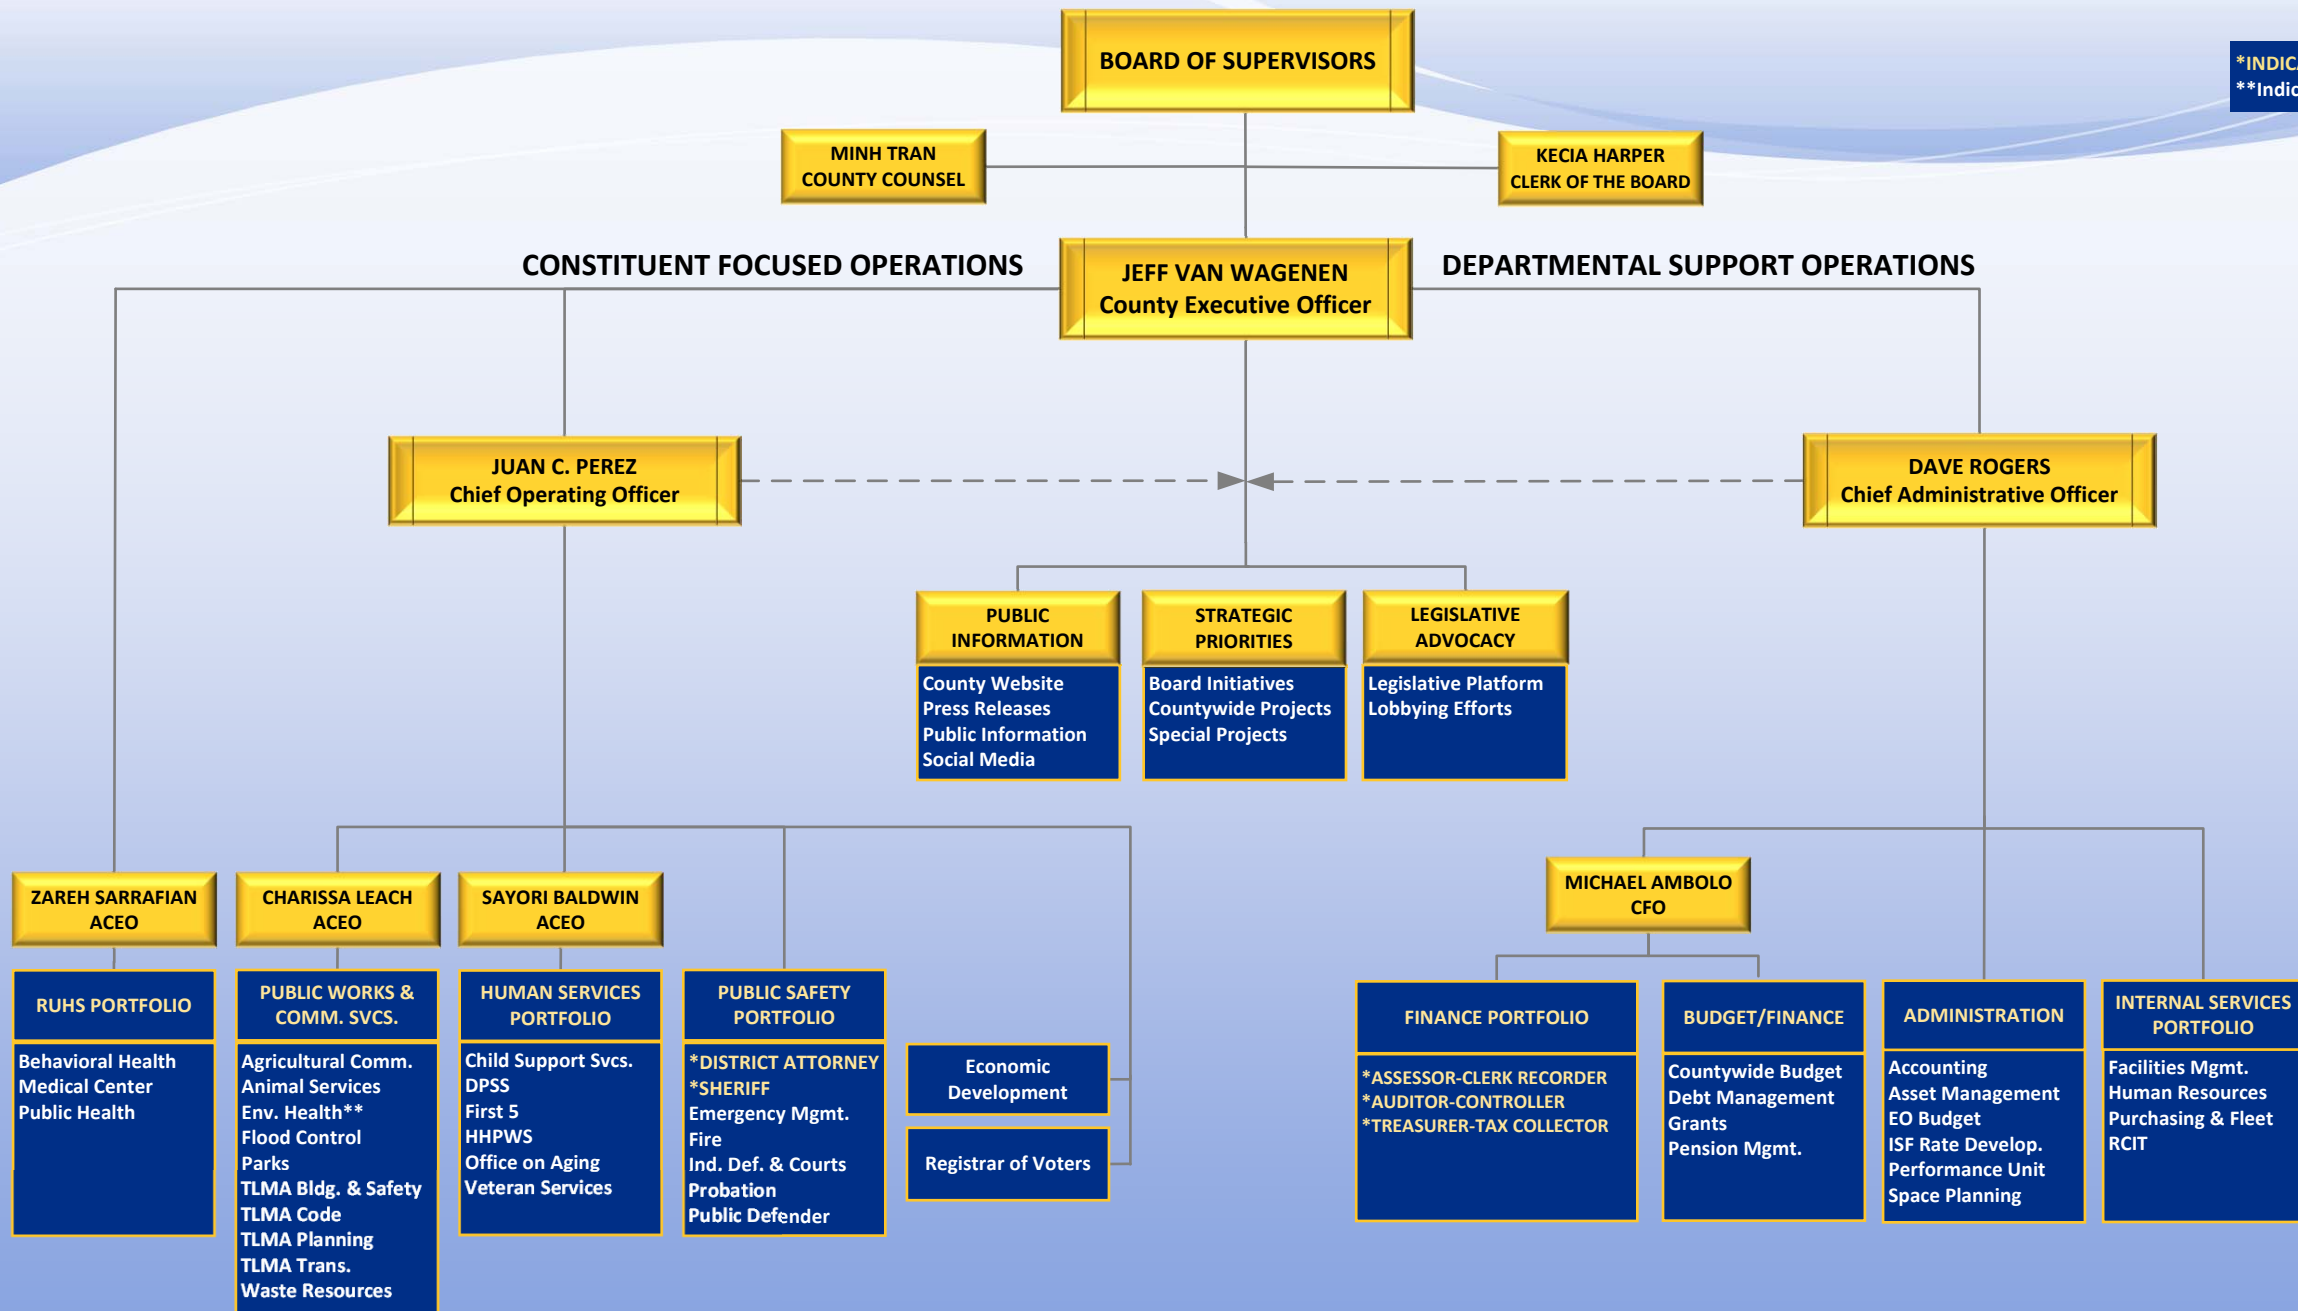 BOARD OF SUPERVISORS
*INDICA
**Indic
MINH TRAN
COUNTY COUNSEL
KECIA HARPER
CLERK OF THE BOARD
CONSTITUENT FOCUSED OPERATIONS
JEFF VAN WAGENEN
County Executive Officer
DEPARTMENTAL SUPPORT OPERATIONS
JUAN C. PEREZ
Chief Operating Officer
DAVE ROGERS
Chief Administrative Officer
PUBLIC
INFORMATION
County Website
Press Releases
Public Information
Social Media
STRATEGIC
PRIORITIES
Board Initiatives
Countywide Projects
Special Projects
LEGISLATIVE
ADVOCACY
Legislative Platform
Lobbying Efforts
ZAREH SARRAFIAN
ACEO
RUHS PORTFOLIO
Behavioral Health
Medical Center
Public Health
CHARISSA LEACH
ACEO
PUBLIC WORKS &
COMM. SVCS.
Agricultural Comm.
Animal Services
Env. Health**
Flood Control
Parks
TLMA Bldg. & Safety
TLMA Code
TLMA Planning
TLMA Trans.
Waste Resources
SAYORI BALDWIN
ACEO
HUMAN SERVICES
PORTFOLIO
Child Support Svcs.
DPSS
First 5
HHPWS
Office on Aging
Veteran Services
PUBLIC SAFETY
PORTFOLIO
*DISTRICT ATTORNEY
*SHERIFF
Emergency Mgmt.
Fire
Ind. Def. & Courts
Probation
Public Defender
Economic
Development
Registrar of Voters
MICHAEL AMBOLO
CFO
FINANCE PORTFOLIO
*ASSESSOR-CLERK RECORDER
*AUDITOR-CONTROLLER
*TREASURER-TAX COLLECTOR
BUDGET/FINANCE
Countywide Budget
Debt Management
Grants
Pension Mgmt.
ADMINISTRATION
Accounting
Asset Management
EO Budget
ISF Rate Develop.
Performance Unit
Space Planning
INTERNAL SERVICES
PORTFOLIO
Facilities Mgmt.
Human Resources
Purchasing & Fleet
RCIT